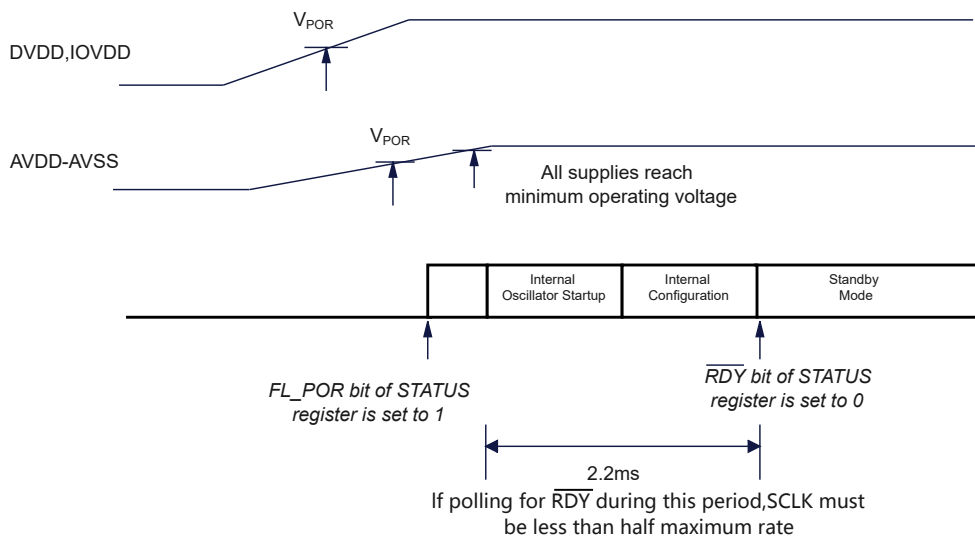 V_POR
DVDD,IOVDD
V_POR
AVDD-AVSS
All supplies reach
minimum operating voltage
Internal
Oscillator Startup
Internal
Configuration
Standby
Mode
FL_POR bit of STATUS
register is set to 1
RDY bit of STATUS
register is set to 0
2.2ms
If polling for RDY during this period,SCLK must
be less than half maximum rate